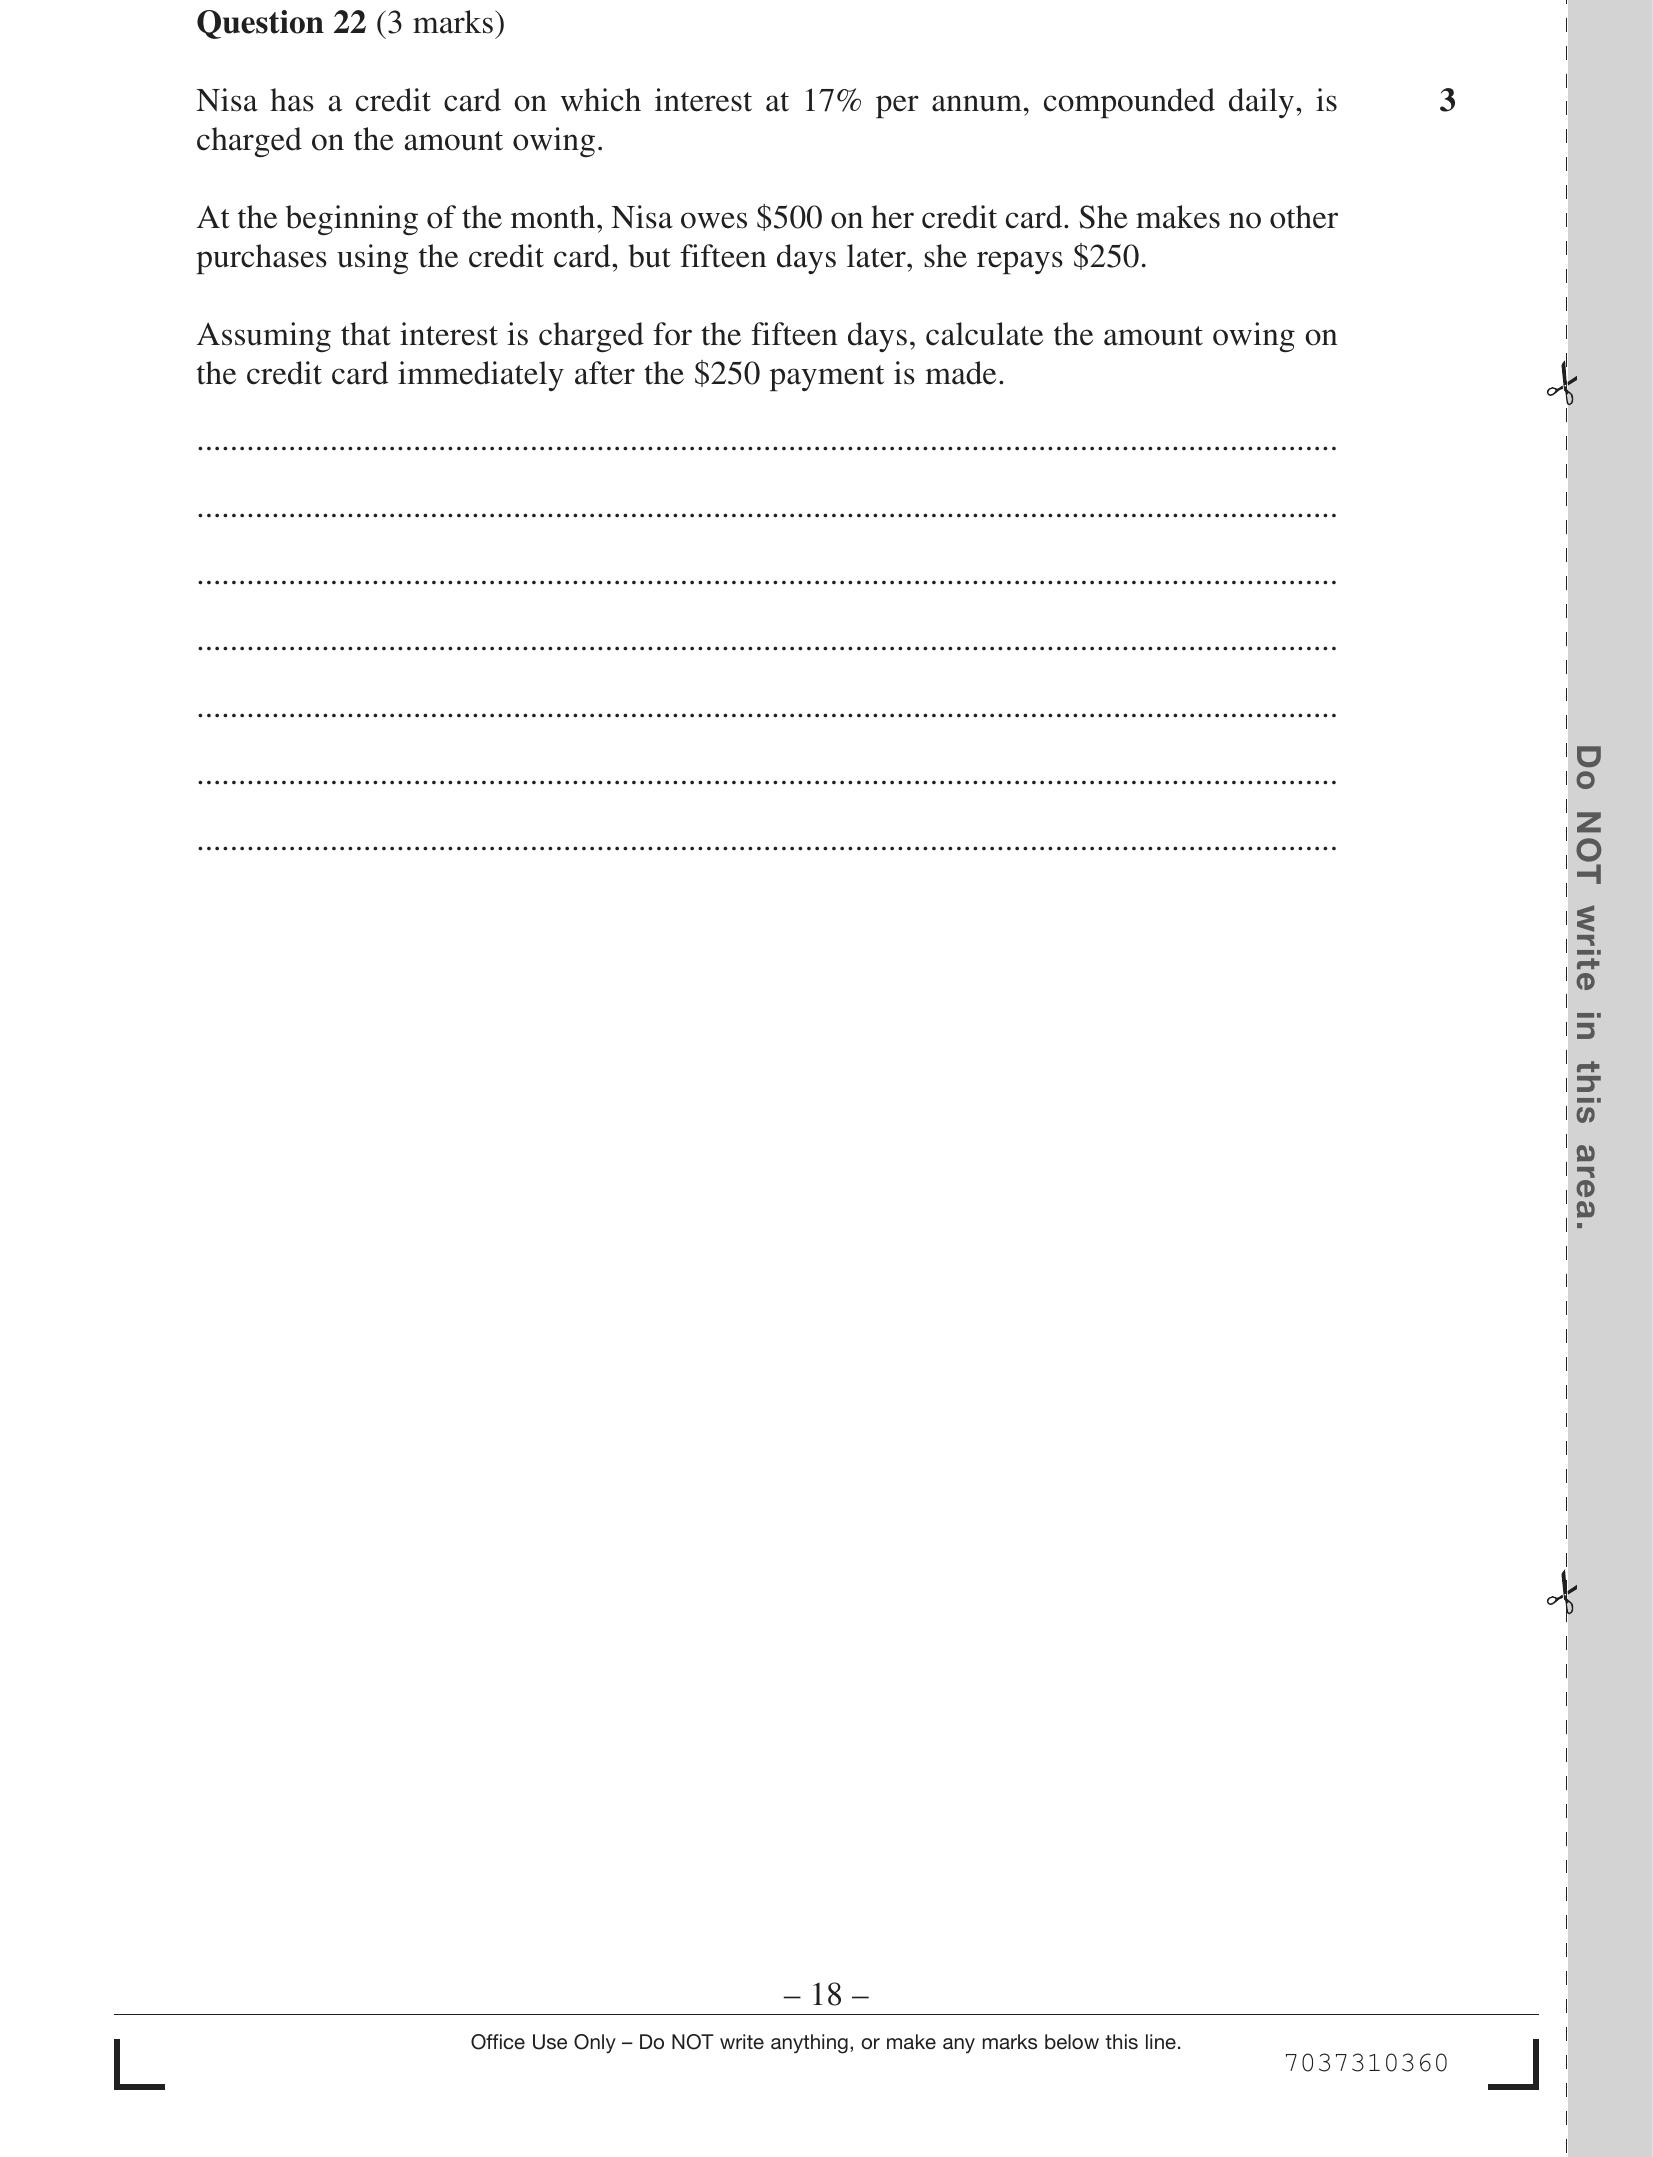 Question 22 (3 marks)
Nisa has a credit card on which interest at 17% per annum, compounded daily, is 3
charged on the amount owing.
At the beginning of the month, Nisa owes $500 on her credit card. She makes no other
purchases using the credit card, but fifteen days later, she repays $250.
Assuming that interest is charged for the fifteen days, calculate the amount owing on
the credit card immediately after the $250 payment is made.
Do NOT write in this area.
– 18 –
Office Use Only – Do NOT write anything, or make any marks below this line.
7037310360